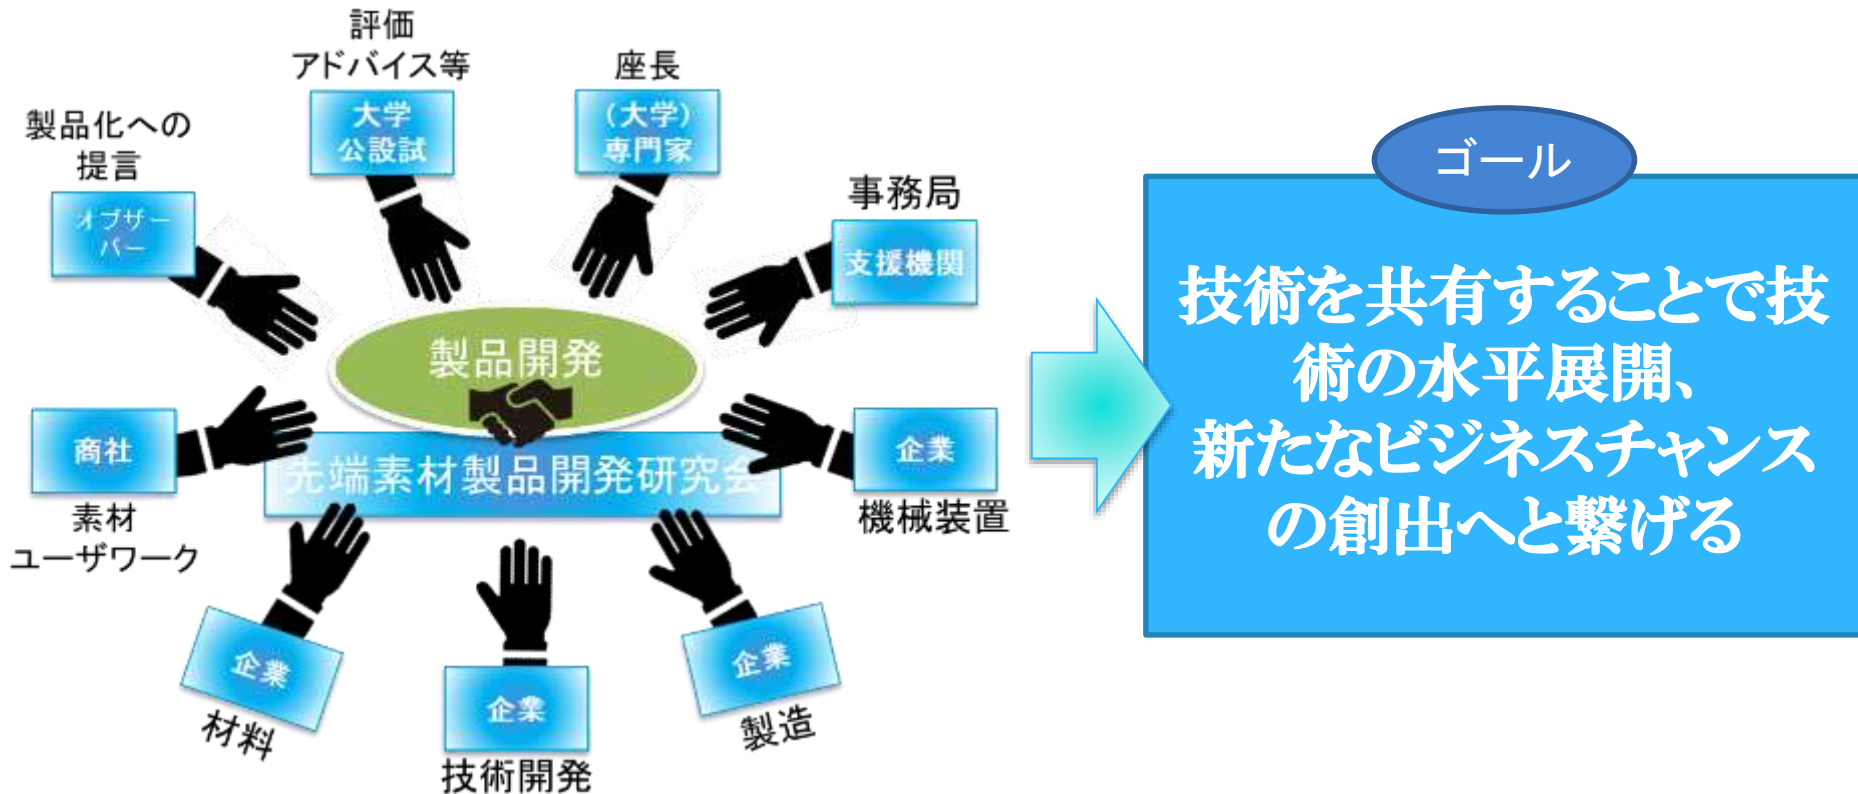 評価
アドバイス等
大学
公設試
座長
(大学)
専門家
製品化への
提言
オブザー
バー
事務局
支援機関
製品開発
先端素材製品開発研究会
商社
素材
ユーザワーク
企業
機械装置
企業
材料
企業
技術開発
企業
製造
ゴール
技術を共有することで技
術の水平展開、
新たなビジネスチャンス
の創出へと繋げる